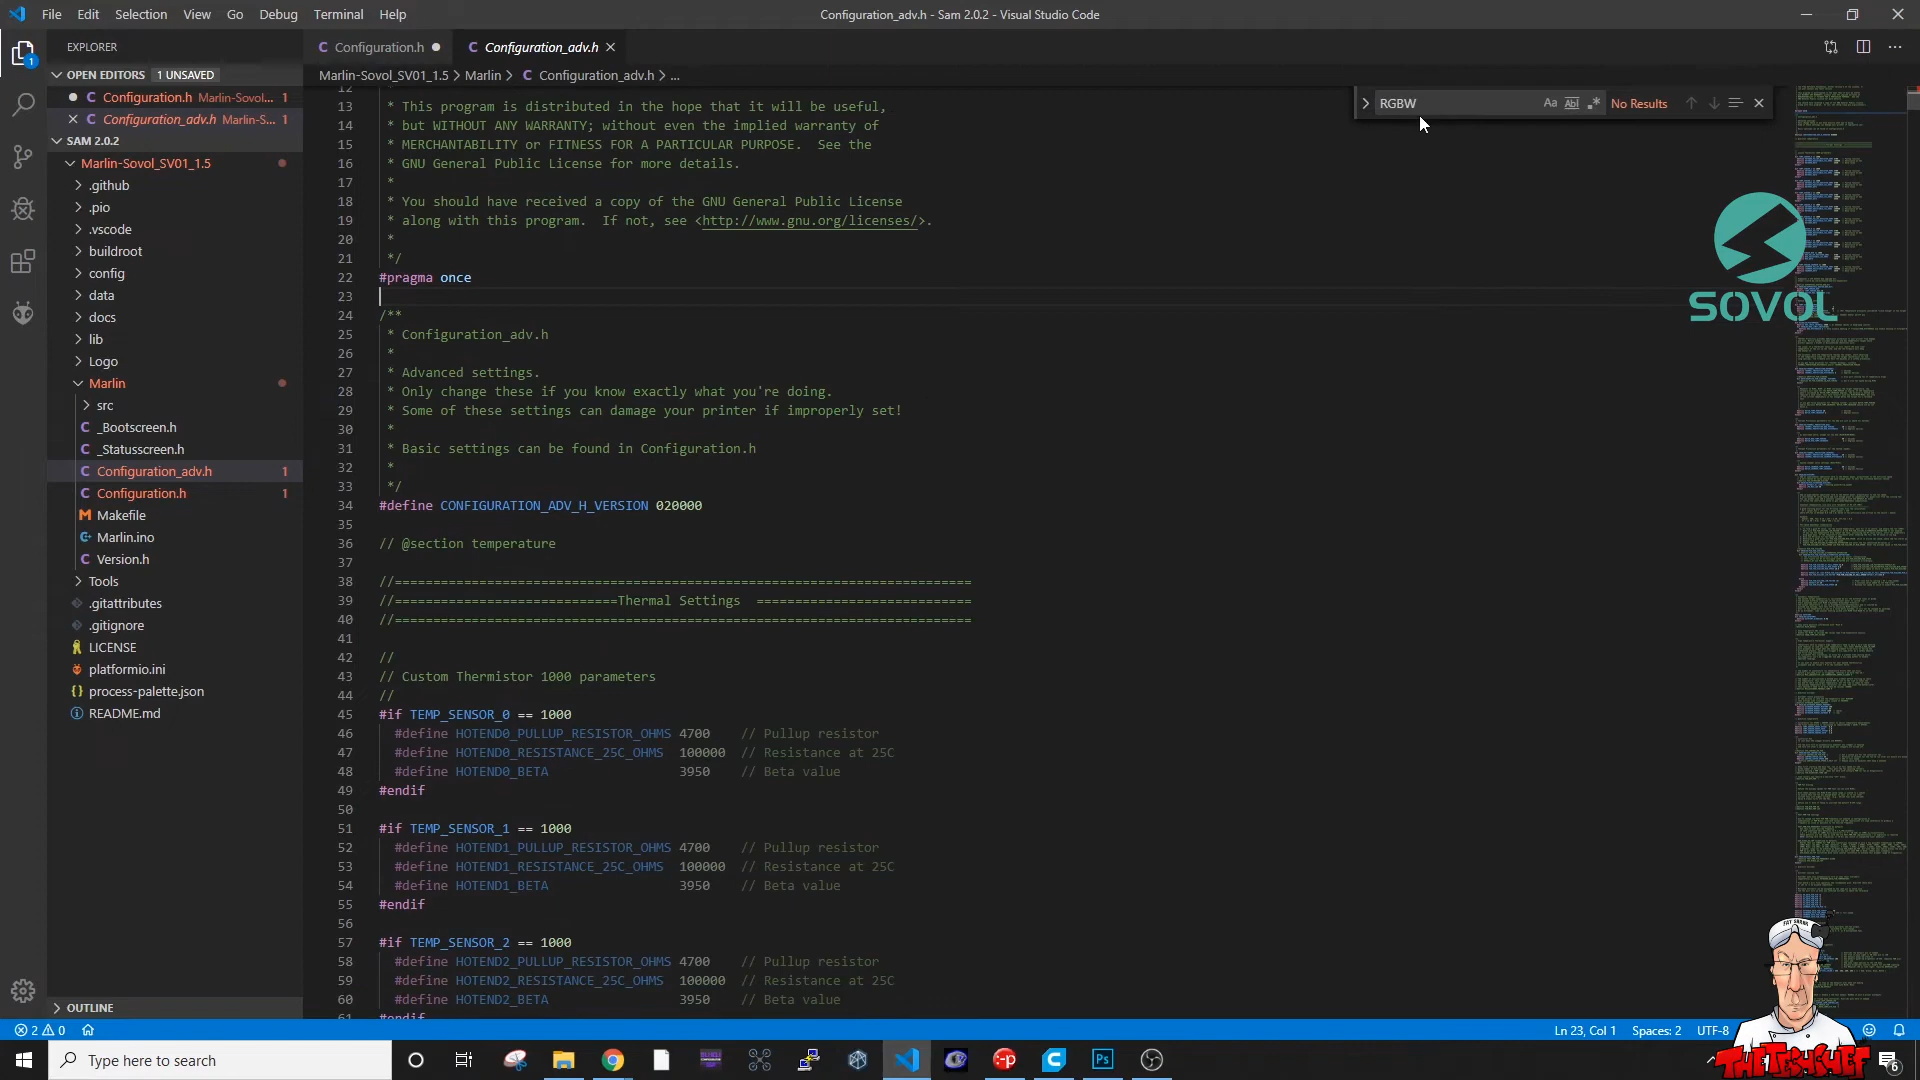 File Edit Selection View Go Debug Terminal Help
Configuration_adv.h - Sam 2.0.2 - Visual Studio Code
EXPLORER
OPEN EDITORS 1 UNSAVED
Configuration.h Marlin-Sovol... 1
Configuration_adv.h Marlin-S... 1
SAM 2.0.2
Marlin-Sovol_SV01_1.5
.github
.pio
.vscode
buildroot
config
data
docs
lib
Logo
Marlin
src
_Bootscreen.h
_Statusscreen.h
Configuration_adv.h 1
Configuration.h 1
Makefile
Marlin.ino
Version.h
Tools
.gitattributes
.gitignore
LICENSE
platformio.ini
process-palette.json
README.md
OUTLINE
Configuration.h
Configuration_adv.h
Marlin-Sovol_SV01_1.5 > Marlin > Configuration_adv.h > ...
RGBW Aa Abl .* No Results
12
13 * This program is distributed in the hope that it will be useful,
14 * but WITHOUT ANY WARRANTY; without even the implied warranty of
15 * MERCHANTABILITY or FITNESS FOR A PARTICULAR PURPOSE.  See the
16 * GNU General Public License for more details.
17 *
18 * You should have received a copy of the GNU General Public License
19 * along with this program.  If not, see <http://www.gnu.org/licenses/>.
20 *
21 */
22 #pragma once
23
24 /**
25 * Configuration_adv.h
26 *
27 * Advanced settings.
28 * Only change these if you know exactly what you're doing.
29 * Some of these settings can damage your printer if improperly set!
30 *
31 * Basic settings can be found in Configuration.h
32 *
33 */
34 #define CONFIGURATION_ADV_H_VERSION 020000
35
36 // @section temperature
37
38 //===========================================================================
39 //=============================Thermal Settings  ============================
40 //===========================================================================
41
42 //
43 // Custom Thermistor 1000 parameters
44 //
45 #if TEMP_SENSOR_0 == 1000
46 #define HOTEND0_PULLUP_RESISTOR_OHMS 4700 // Pullup resistor
47 #define HOTEND0_RESISTANCE_25C_OHMS 100000 // Resistance at 25C
48 #define HOTEND0_BETA 3950 // Beta value
49 #endif
50
51 #if TEMP_SENSOR_1 == 1000
52 #define HOTEND1_PULLUP_RESISTOR_OHMS 4700 // Pullup resistor
53 #define HOTEND1_RESISTANCE_25C_OHMS 100000 // Resistance at 25C
54 #define HOTEND1_BETA 3950 // Beta value
55 #endif
56
57 #if TEMP_SENSOR_2 == 1000
58 #define HOTEND2_PULLUP_RESISTOR_OHMS 4700 // Pullup resistor
59 #define HOTEND2_RESISTANCE_25C_OHMS 100000 // Resistance at 25C
60 #define HOTEND2_BETA 3950 // Beta value
61 #endif
SOVOL
2 0
Ln 23, Col 1 Spaces: 2 UTF-8
Type here to search
Ps
THETECHCHEF
6